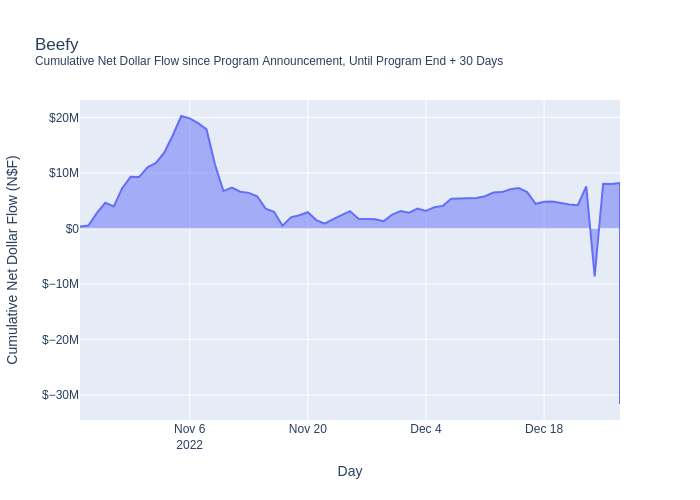 Beefy
Cumulative Net Dollar Flow since Program Announcement, Until Program End + 30 Days
Cumulative Net Dollar Flow (N$F)
$20M
$10M
$0
$−10M
$−20M
$−30M
Nov 6
2022
Nov 20
Dec 4
Dec 18
Day